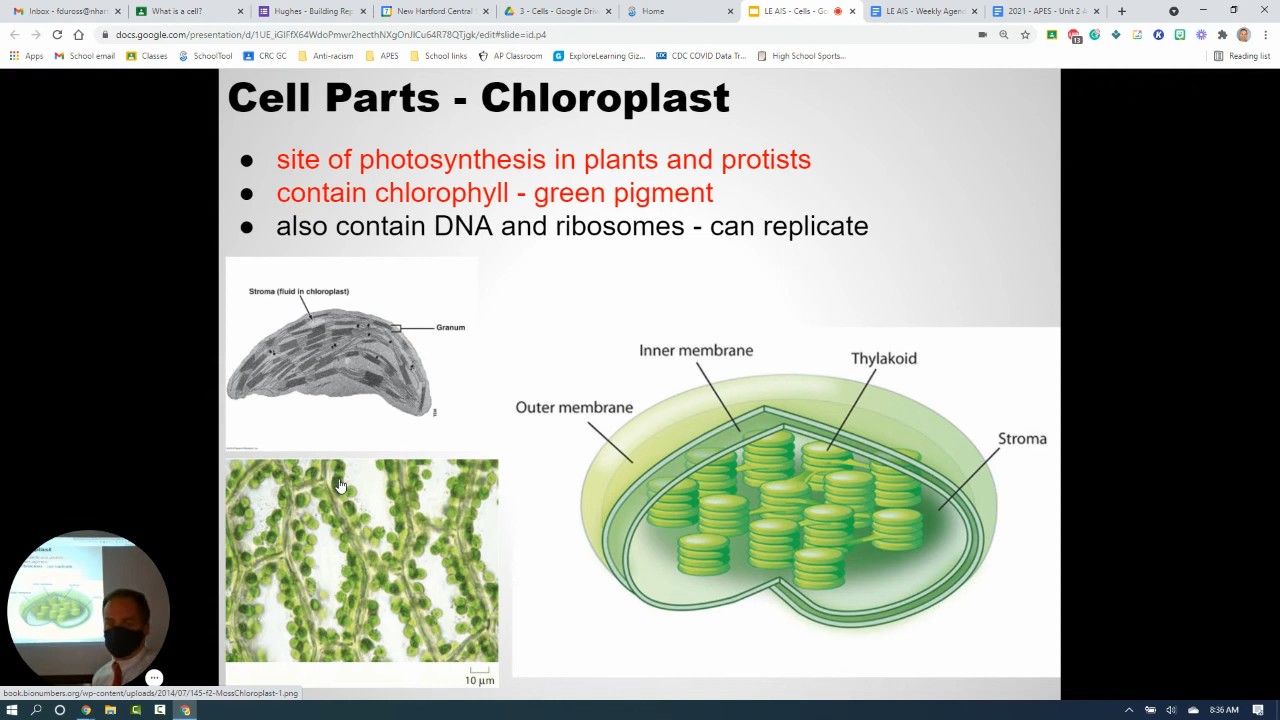 Inbox - fduross@nhart
What is a cell?
Hughes - Building Rep
New Hartford Central
3 - Cells - Google Driv
Home
LE AIS - Cells - Go
LE AIS - Weekly Agend
2021 - APES - Unit 2 A
docs.google.com/presentation/d/1UE_iGIFfX64WdoPmwr2hecthNXgOnJlCu64R78QTjgk/edit#slide=id.p4
13
Apps
School email
Classes
SchoolTool
CRC GC
Anti-racism
APES
School links
AP Classroom
ExploreLearning Giz...
CDC COVID Data Tr...
High School Sports...
Reading list
Cell Parts - Chloroplast
● site of photosynthesis in plants and protists
● contain chlorophyll - green pigment
● also contain DNA and ribosomes - can replicate
Stroma (fluid in chloroplast)
Granum
Inner membrane
Thylakoid
Outer membrane
Stroma
10 µm
book.bionumbers.org/wp-content/uploads/2014/07/145-f2-MossChloroplast-1.png
8:36 AM